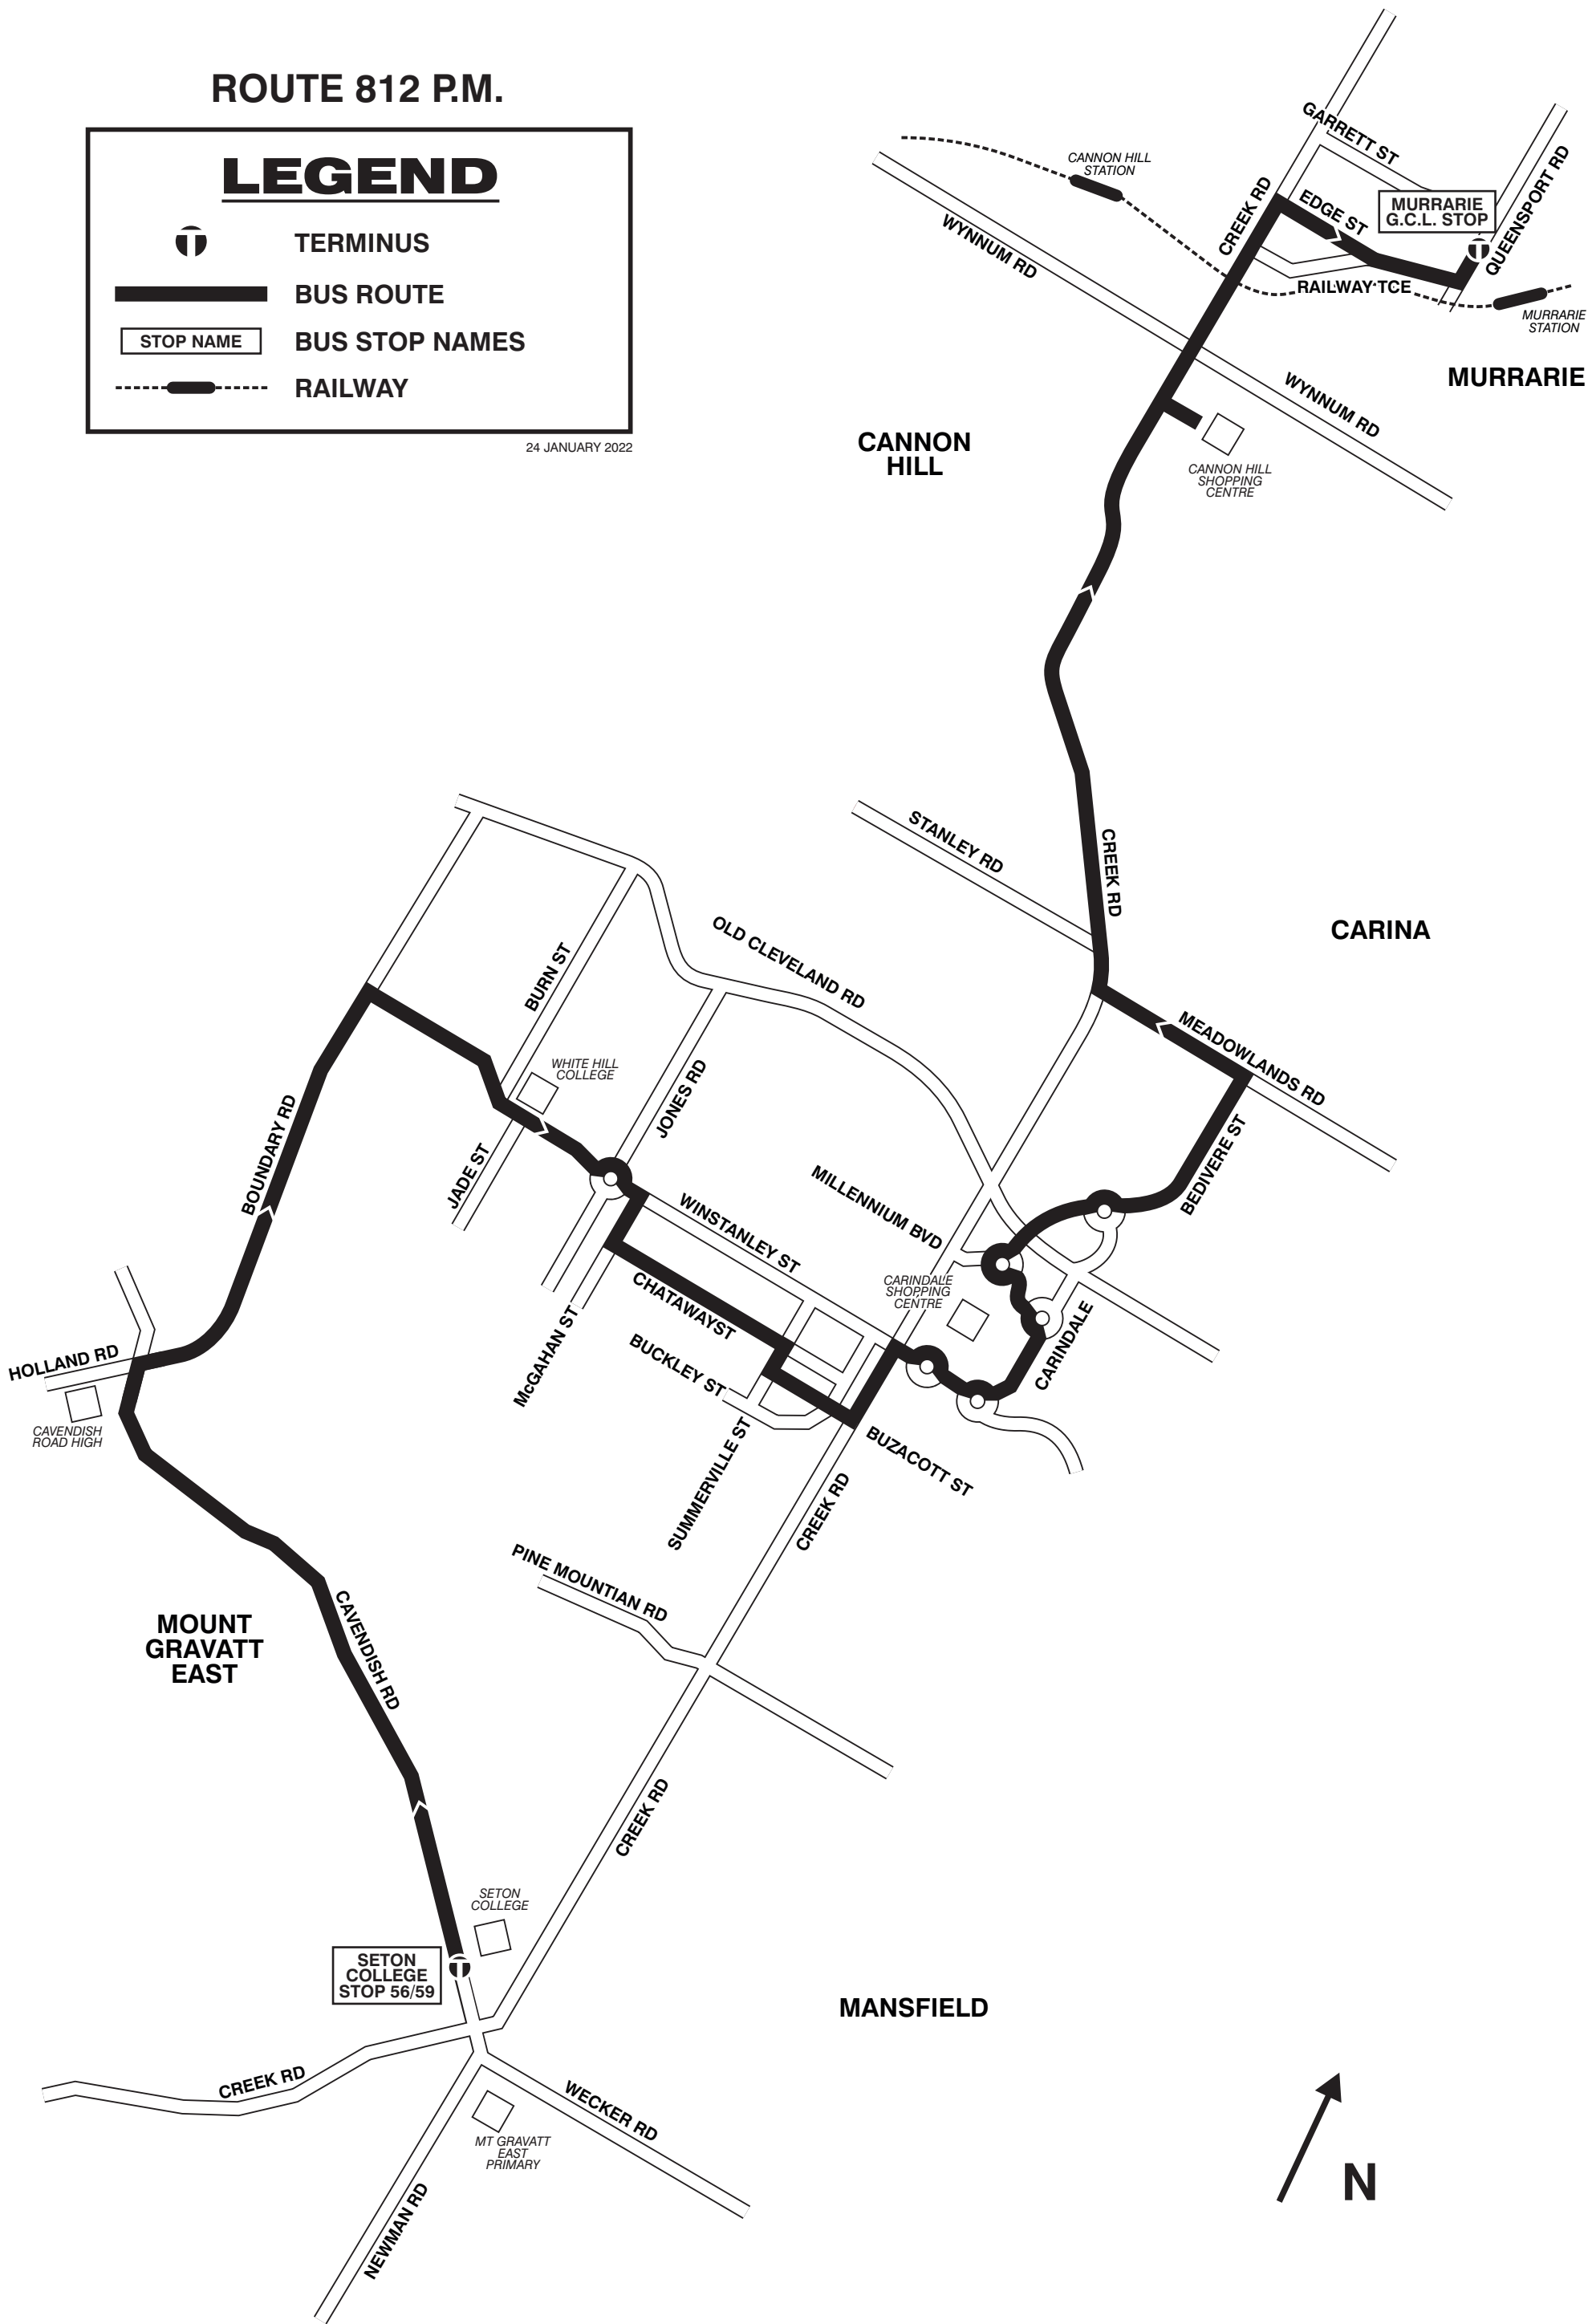 ROUTE 812 P.M.
LEGEND
TERMINUS
BUS ROUTE
STOP NAME
BUS STOP NAMES
RAILWAY
24 JANUARY 2022
GARRETT ST
CANNON HILL
STATION
CREEK RD
EDGE ST
MURRARIE
G.C.L. STOP
QUEENSPORT RD
WYNNUM RD
RAILWAY TCE
MURRARIE
STATION
MURRARIE
WYNNUM RD
CANNON
HILL
CANNON HILL
SHOPPING
CENTRE
STANLEY RD
CREEK RD
CARINA
OLD CLEVELAND RD
BURN ST
WHITE HILL
COLLEGE
JONES RD
MEADOWLANDS RD
BOUNDARY RD
JADE ST
BEDIVERE ST
MILLENNIUM BVD
WINSTANLEY ST
CARINDALE
SHOPPING
CENTRE
CHATAWAYST
CARINDALE
McGAHAN ST
BUCKLEY ST
HOLLAND RD
CAVENDISH
ROAD HIGH
SUMMERVILLE ST
BUZACOTT ST
CREEK RD
PINE MOUNTIAN RD
MOUNT
GRAVATT
EAST
CAVENDISH RD
CREEK RD
SETON
COLLEGE
SETON
COLLEGE
STOP 56/59
MANSFIELD
CREEK RD
WECKER RD
MT GRAVATT
EAST
PRIMARY
NEWMAN RD
N